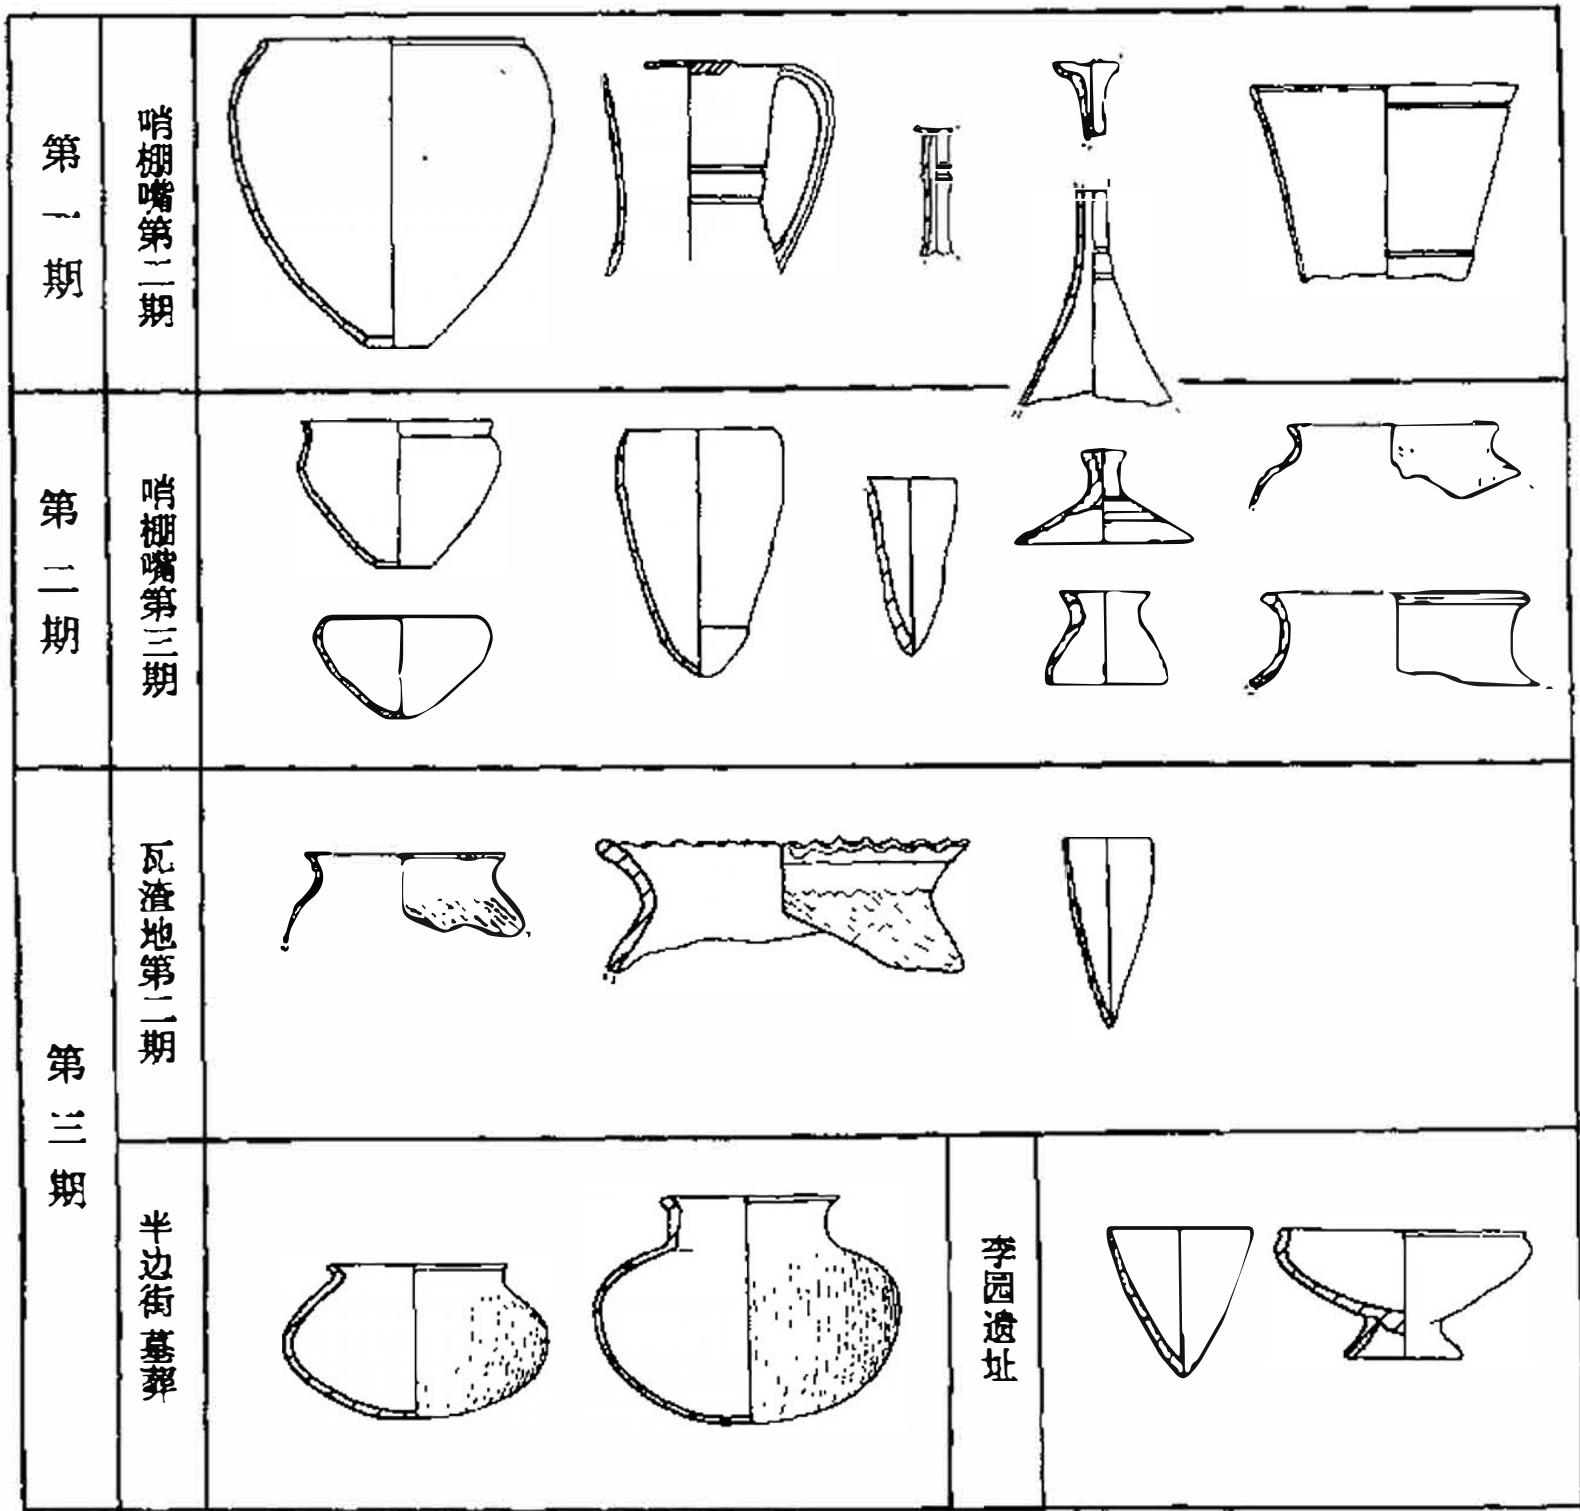 第一期
哨棚嘴第二期
第二期
哨棚嘴第三期
第三期
瓦渣地第二期
半边街墓葬
李园遗址